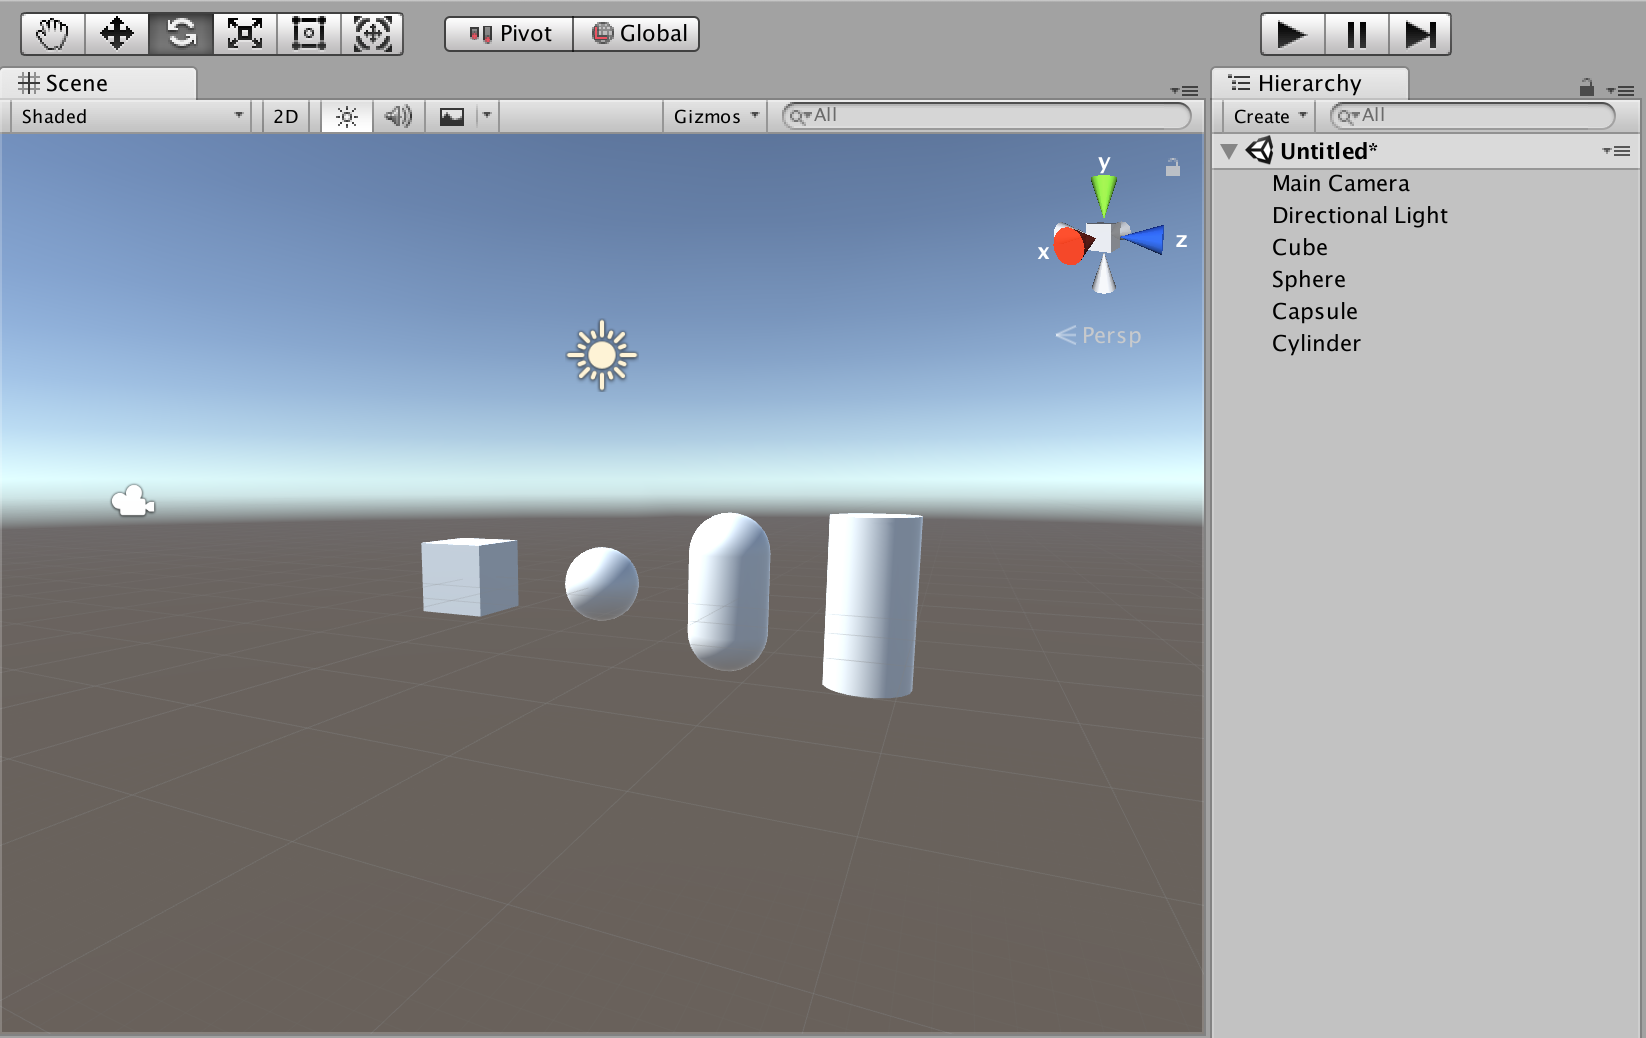 Pivot Global
Scene
Hierarchy
Shaded 2D Gizmos All
Create All
Untitled*
Main Camera
Directional Light
Cube
Sphere
Capsule
Cylinder
y
x
z
Persp